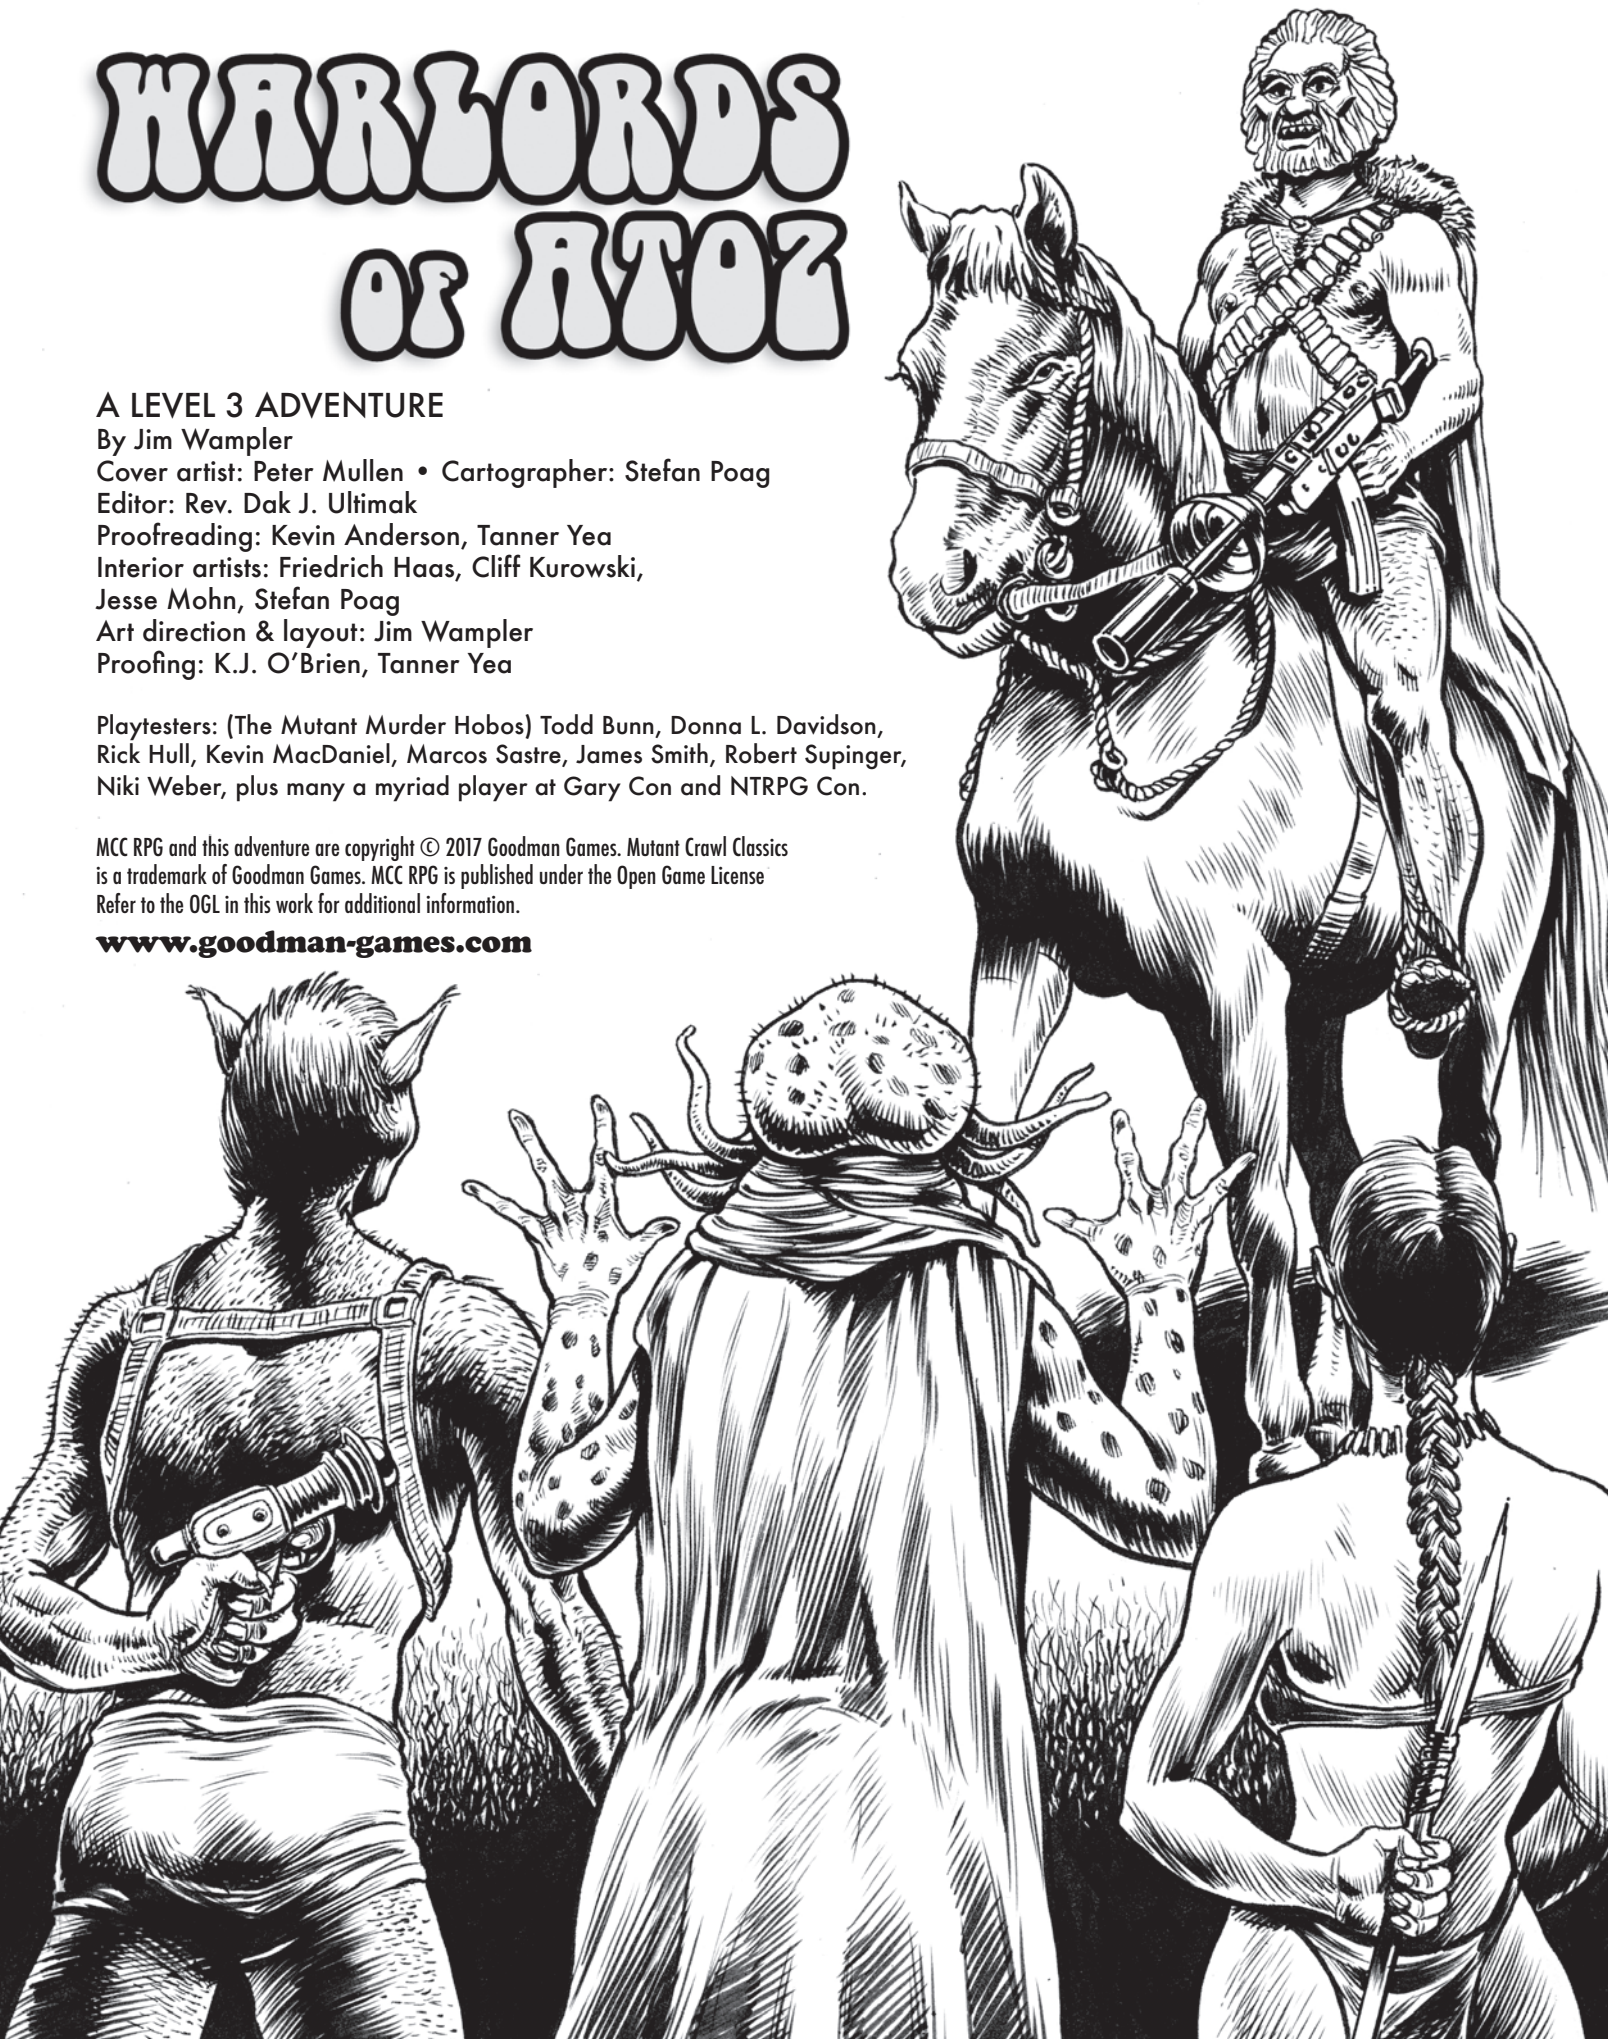 WARLORDS
OF ATOZ
A LEVEL 3 ADVENTURE
By Jim Wampler
Cover artist: Peter Mullen • Cartographer: Stefan Poag
Editor: Rev. Dak J. Ultimak
Proofreading: Kevin Anderson, Tanner Yea
Interior artists: Friedrich Haas, Cliff Kurowski,
Jesse Mohn, Stefan Poag
Art direction & layout: Jim Wampler
Proofing: K.J. O’Brien, Tanner Yea
Playtesters: (The Mutant Murder Hobos) Todd Bunn, Donna L. Davidson,
Rick Hull, Kevin MacDaniel, Marcos Sastre, James Smith, Robert Supinger,
Niki Weber, plus many a myriad player at Gary Con and NTRPG Con.
MCC RPG and this adventure are copyright © 2017 Goodman Games. Mutant Crawl Classics
is a trademark of Goodman Games. MCC RPG is published under the Open Game License
Refer to the OGL in this work for additional information.
www.goodman-games.com